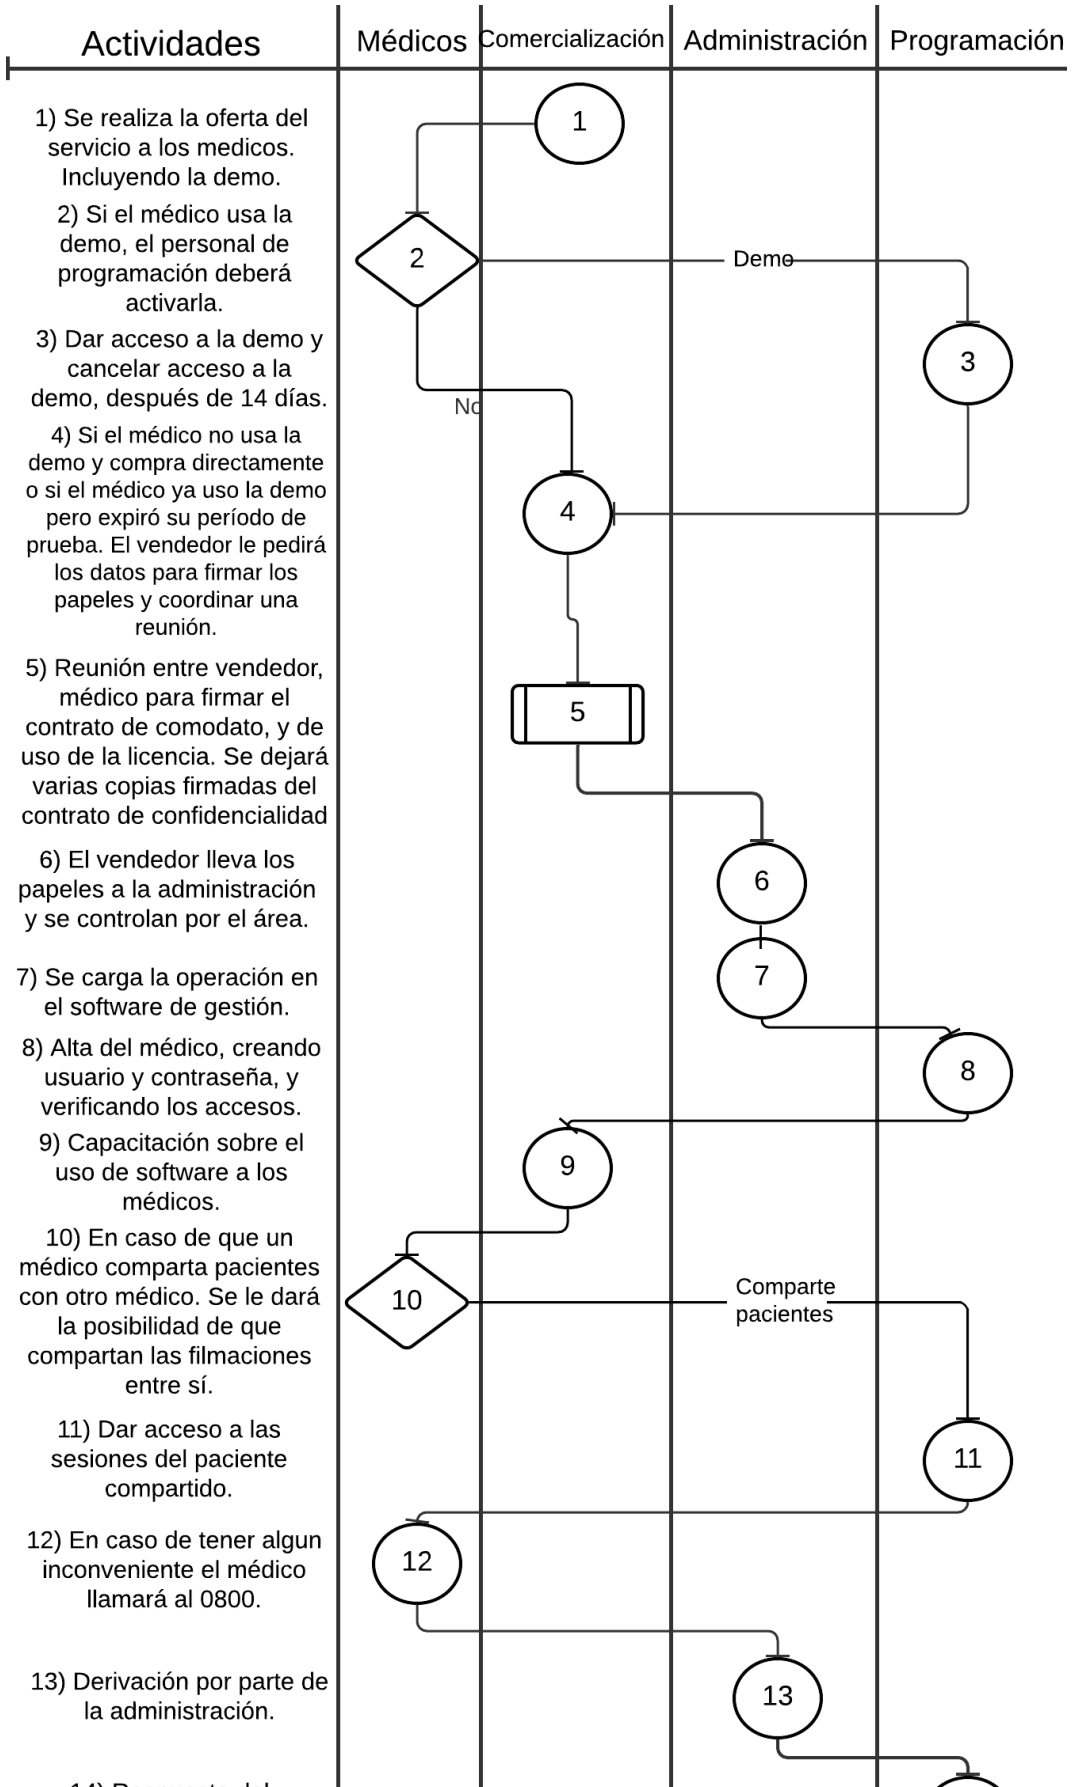 Actividades
Médicos
Comercialización
Administración
Programación
1) Se realiza la oferta del
servicio a los medicos.
Incluyendo la demo.
1
2) Si el médico usa la
demo, el personal de
programación deberá
activarla.
2
Demo
3) Dar acceso a la demo y
cancelar acceso a la
demo, después de 14 días.
3
No
4) Si el médico no usa la
demo y compra directamente
o si el médico ya uso la demo
pero expiró su período de
prueba. El vendedor le pedirá
los datos para firmar los
papeles y coordinar una
reunión.
4
5) Reunión entre vendedor,
médico para firmar el
contrato de comodato, y de
uso de la licencia. Se dejará
varias copias firmadas del
contrato de confidencialidad
5
6) El vendedor lleva los
papeles a la administración
y se controlan por el área.
6
7) Se carga la operación en
el software de gestión.
7
8) Alta del médico, creando
usuario y contraseña, y
verificando los accesos.
8
9) Capacitación sobre el
uso de software a los
médicos.
9
10) En caso de que un
médico comparta pacientes
con otro médico. Se le dará
la posibilidad de que
compartan las filmaciones
entre sí.
10
Comparte
pacientes
11) Dar acceso a las
sesiones del paciente
compartido.
11
12) En caso de tener algun
inconveniente el médico
llamará al 0800.
12
13) Derivación por parte de
la administración.
13